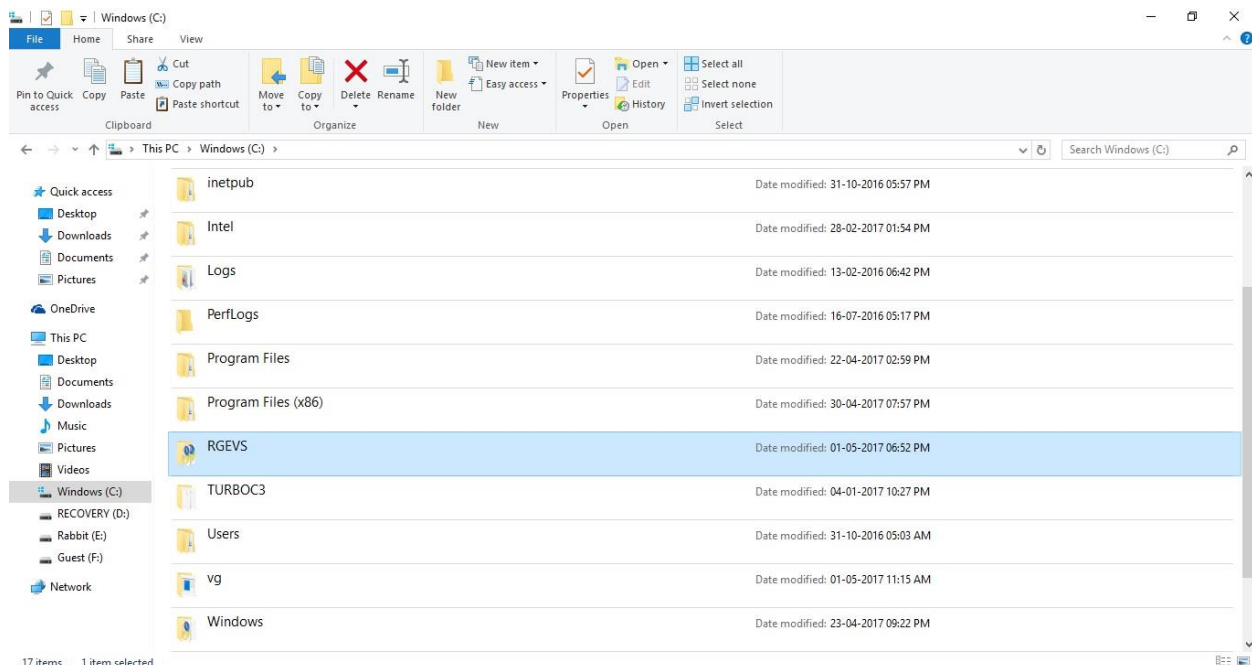 Windows (C:)
File Home Share View
Pin to Quick access
Copy
Paste
Cut
Copy path
Paste shortcut
Move to
Copy to
Delete
Rename
New folder
New item
Easy access
Properties
Open
Edit
History
Select all
Select none
Invert selection
Clipboard Organize New Open Select
This PC > Windows (C:) >
Search Windows (C:)
Quick access
Desktop
Downloads
Documents
Pictures
OneDrive
This PC
Desktop
Documents
Downloads
Music
Pictures
Videos
Windows (C:)
RECOVERY (D:)
Rabbit (E:)
Guest (F:)
Network
inetpub Date modified: 31-10-2016 05:57 PM
Intel Date modified: 28-02-2017 01:54 PM
Logs Date modified: 13-02-2016 06:42 PM
PerfLogs Date modified: 16-07-2016 05:17 PM
Program Files Date modified: 22-04-2017 02:59 PM
Program Files (x86) Date modified: 30-04-2017 07:57 PM
RGEVS Date modified: 01-05-2017 06:52 PM
TURBOC3 Date modified: 04-01-2017 10:27 PM
Users Date modified: 31-10-2016 05:03 AM
vg Date modified: 01-05-2017 11:15 AM
Windows Date modified: 23-04-2017 09:22 PM
17 items 1 item selected